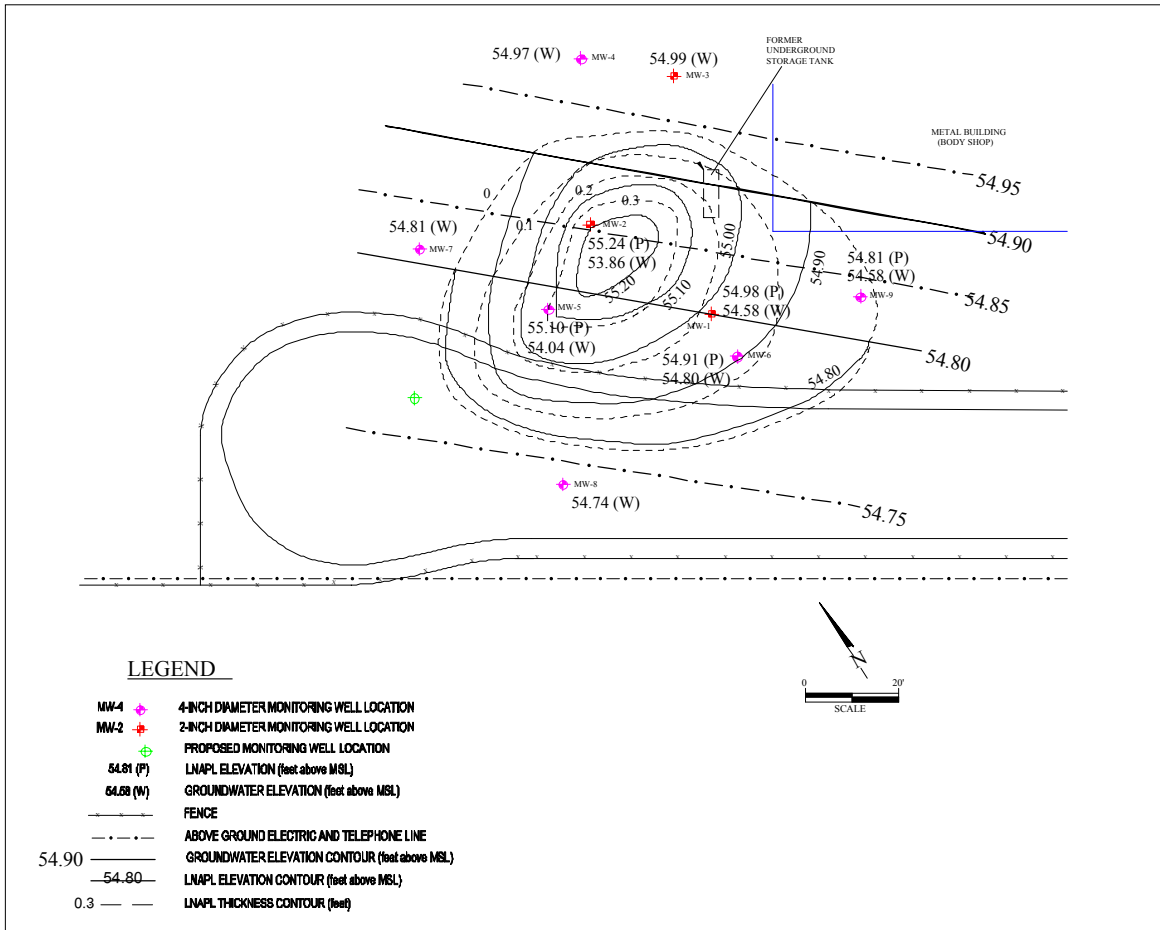 FORMER
UNDERGROUND
STORAGE TANK
54.97 (W)
MW-4
54.99 (W)
MW-3
METAL BUILDING
(BODY SHOP)
54.95
0
0.2
0.3
0.1
MW-2
54.81 (W)
MW-7
55.24 (P)
53.86 (W)
55.00
54.90
54.90
54.81 (P)
54.58 (W)
MW-9
55.20
55.10
54.98 (P)
54.58 (W)
MW-1
54.85
MW-5
55.10 (P)
54.04 (W)
54.91 (P)
54.80 (W)
MW-6
54.80
54.80
MW-8
54.74 (W)
54.75
N
0 20'
SCALE
LEGEND
MW-4 4-INCH DIAMETER MONITORING WELL LOCATION
MW-2 2-INCH DIAMETER MONITORING WELL LOCATION
PROPOSED MONITORING WELL LOCATION
54.81 (P) LNAPL ELEVATION (feet above MSL)
54.58 (W) GROUNDWATER ELEVATION (feet above MSL)
FENCE
ABOVE GROUND ELECTRIC AND TELEPHONE LINE
54.90 GROUNDWATER ELEVATION CONTOUR (feet above MSL)
54.80 LNAPL ELEVATION CONTOUR (feet above MSL)
0.3 LNAPL THICKNESS CONTOUR (feet)